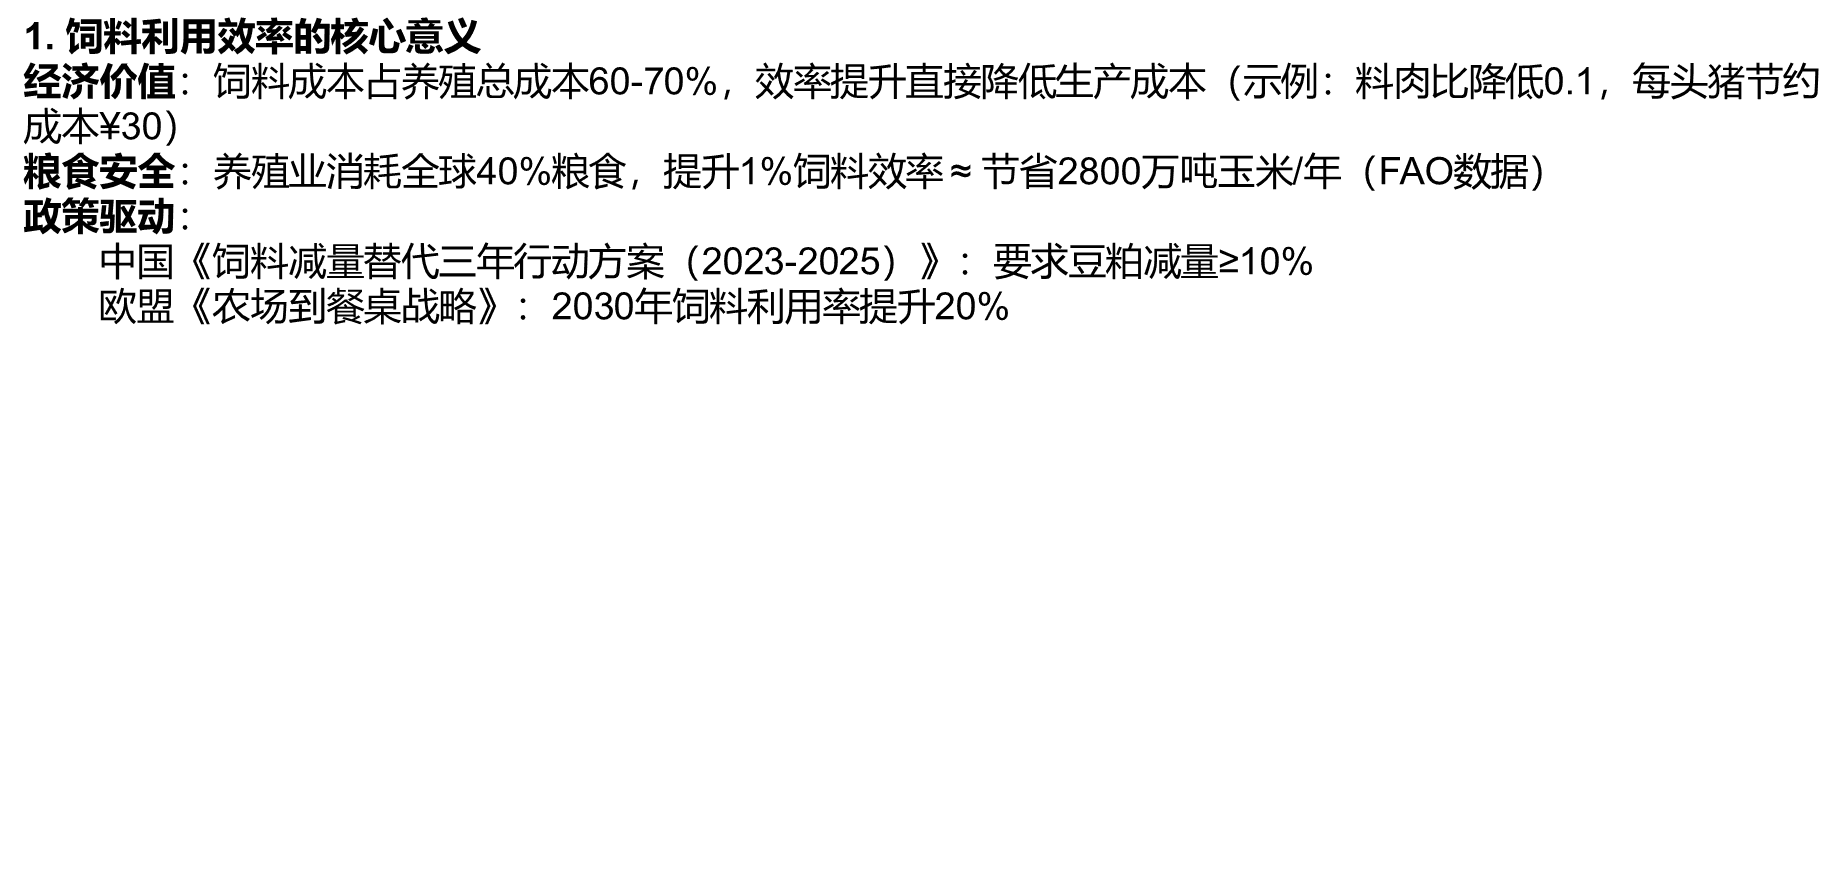 1. 饲料利用效率的核心意义
经济价值：饲料成本占养殖总成本60-70%，效率提升直接降低生产成本（示例：料肉比降低0.1，每头猪节约
成本¥30）
粮食安全：养殖业消耗全球40%粮食，提升1%饲料效率 ≈ 节省2800万吨玉米/年（FAO数据）
政策驱动：
中国《饲料减量替代三年行动方案（2023-2025）》：要求豆粕减量≥10%
欧盟《农场到餐桌战略》：2030年饲料利用率提升20%